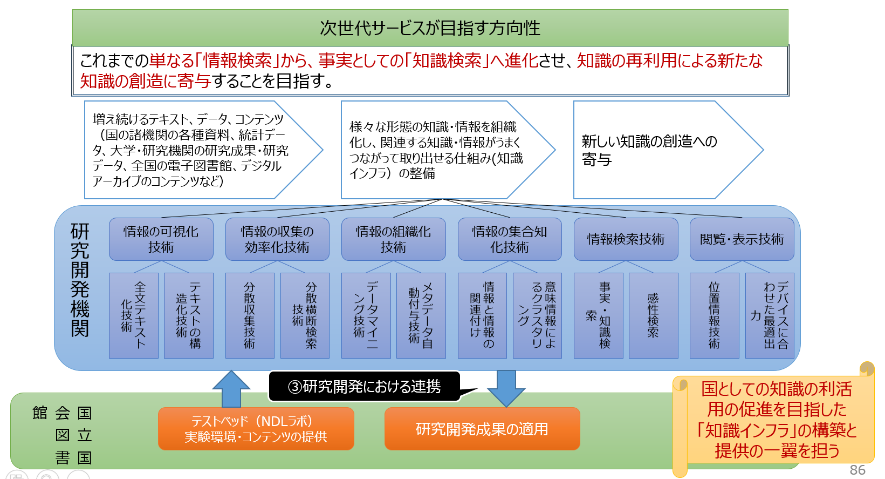 次世代サービスが目指す方向性
これまでの単なる「情報検索」から、事実としての「知識検索」へ進化させ、知識の再利用による新たな
知識の創造に寄与することを目指す。
増え続けるテキスト、データ、コンテンツ
（国の諸機関の各種資料、統計デー
タ、大学・研究機関の研究成果・研究
データ、全国の電子図書館、デジタル
アーカイブのコンテンツなど）
様々な形態の知識・情報を組織
化し、関連する知識・情報がうまく
つながって取り出せる仕組み(知識
インフラ）の整備
新しい知識の創造への
寄与
研究開発機関
情報の可視化
技術
情報の収集の
効率化技術
情報の組織化
技術
情報の集合知
化技術
情報検索技術
閲覧・表示技術
全文テキスト
化技術
テキストの構
造化技術
分散収集技術
分散横断検索
技術
データマイニ
ング技術
メタデータ自
動付与技術
情報と情報の
関連付け
意味情報によ
るクラスタリ
ング
事実・知識検
索
感性検索
位置情報技術
デバイスに合
わせた最適出
力
③研究開発における連携
国立国
会図書
館
テストベッド（NDLラボ）
実験環境・コンテンツの提供
研究開発成果の適用
国としての知識の利活
用の促進を目指した
「知識インフラ」の構築と
提供の一翼を担う
86